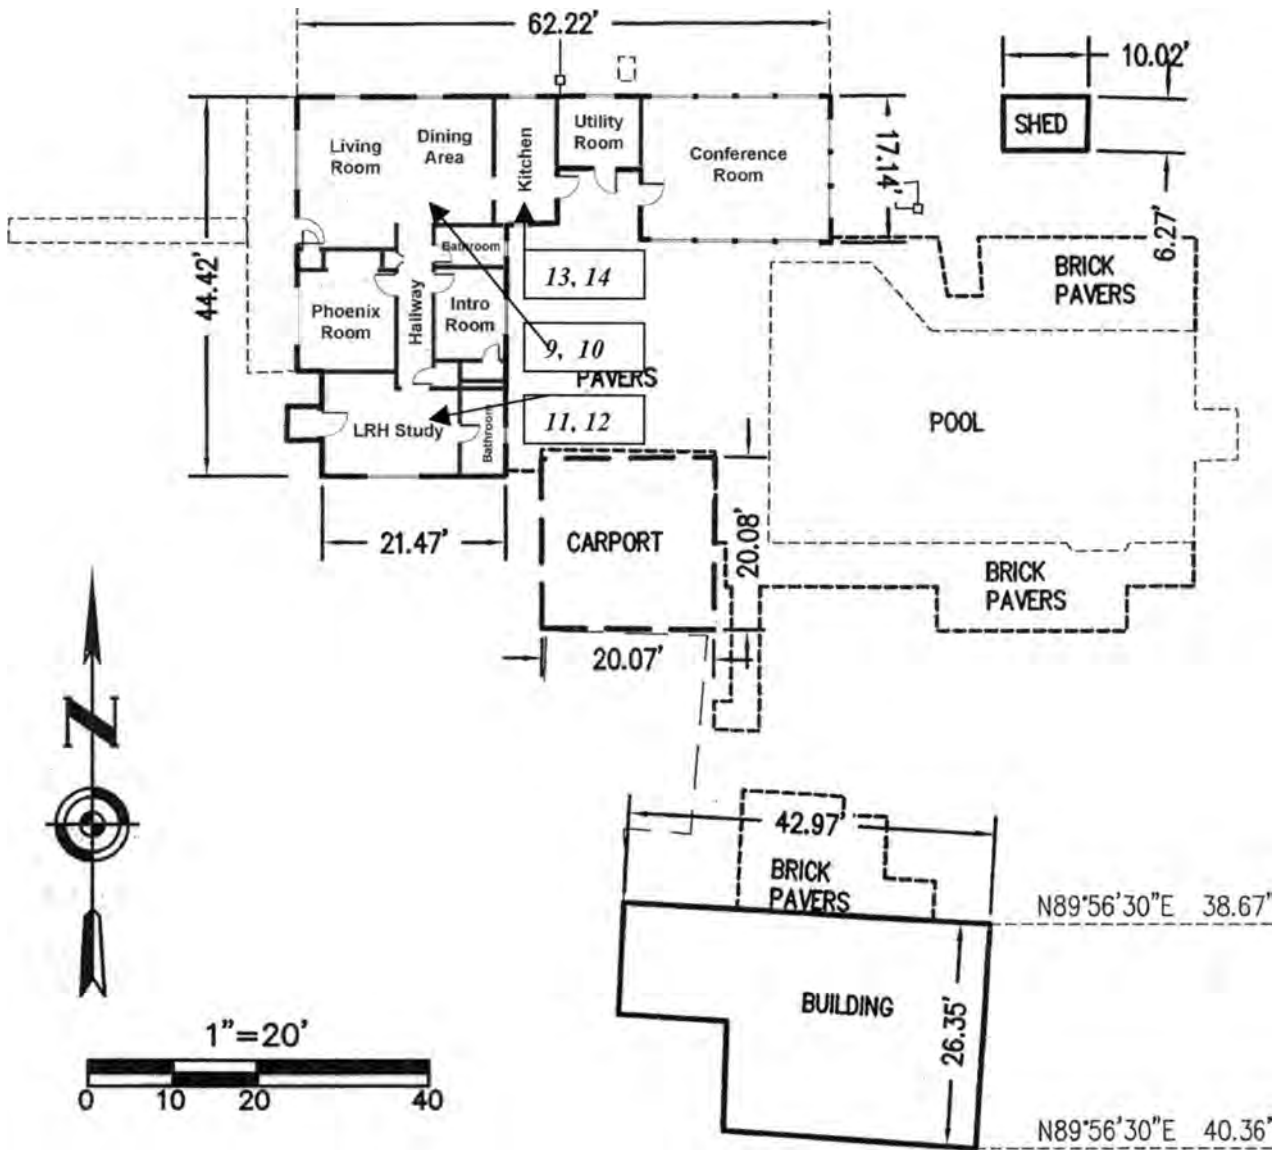 62.22'
10.02'
SHED
6.27'
Living
Room
Dining
Area
Kitchen
Utility
Room
Conference
Room
17.14'
44.42'
Bathroom
Phoenix
Room
Hallway
Intro
Room
13, 14
9, 10
PAVERS
11, 12
LRH Study
Bathroom
BRICK
PAVERS
POOL
21.47'
CARPORT
20.08'
20.07'
BRICK
PAVERS
N
42.97'
BRICK
PAVERS
N89°56'30"E 38.67'
BUILDING
26.35'
N89°56'30"E 40.36'
1"=20'
0 10 20 40